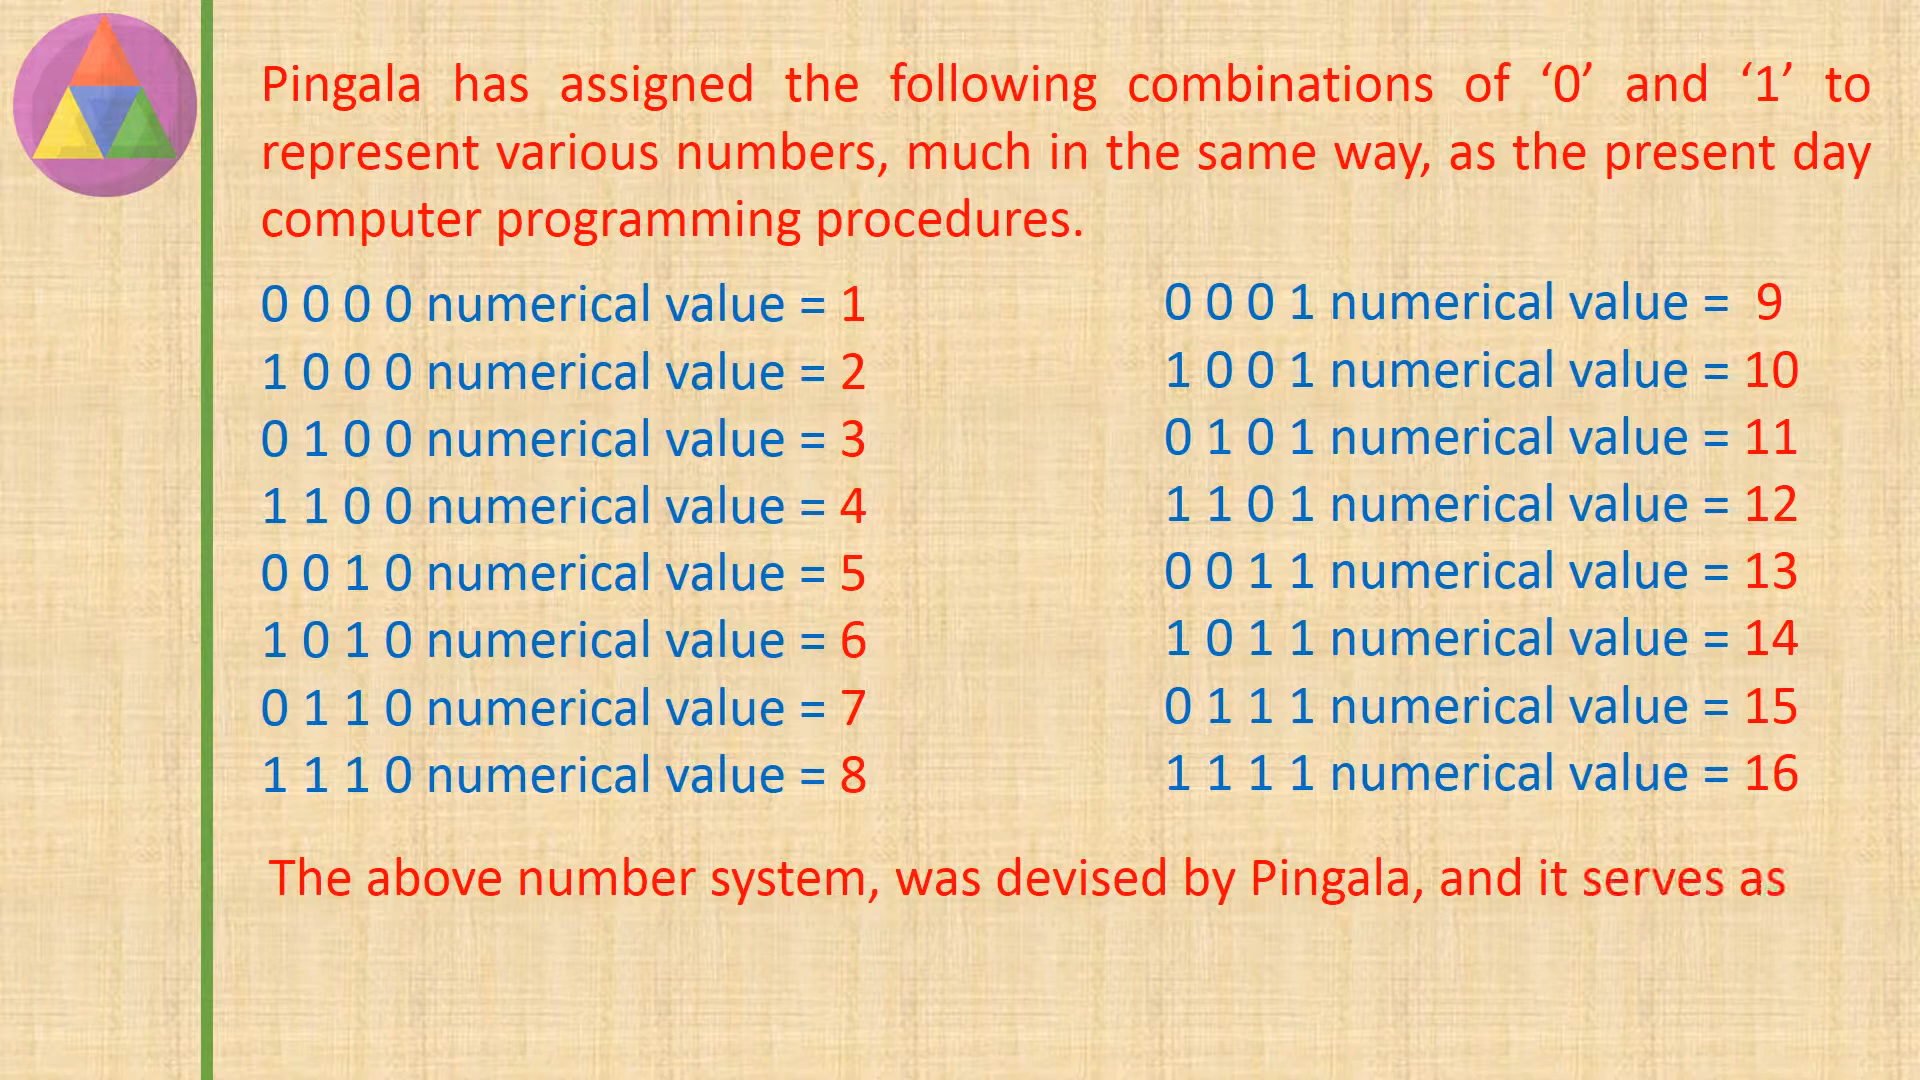 Pingala has assigned the following combinations of ‘0’ and ‘1’ to
represent various numbers, much in the same way, as the present day
computer programming procedures.
0 0 0 0 numerical value = 1
1 0 0 0 numerical value = 2
0 1 0 0 numerical value = 3
1 1 0 0 numerical value = 4
0 0 1 0 numerical value = 5
1 0 1 0 numerical value = 6
0 1 1 0 numerical value = 7
1 1 1 0 numerical value = 8
0 0 0 1 numerical value = 9
1 0 0 1 numerical value = 10
0 1 0 1 numerical value = 11
1 1 0 1 numerical value = 12
0 0 1 1 numerical value = 13
1 0 1 1 numerical value = 14
0 1 1 1 numerical value = 15
1 1 1 1 numerical value = 16
The above number system, was devised by Pingala, and it serves as